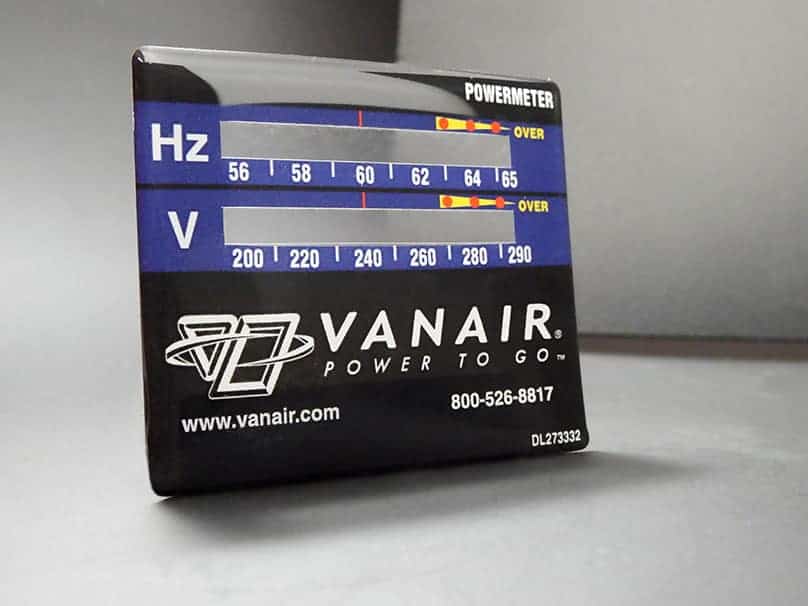 POWERMETER
OVER
Hz
56 58 60 62 64 65
OVER
V
200 220 240 260 280 290
VANAIR®
POWER TO GO™
800-526-8817
www.vanair.com
DL273332